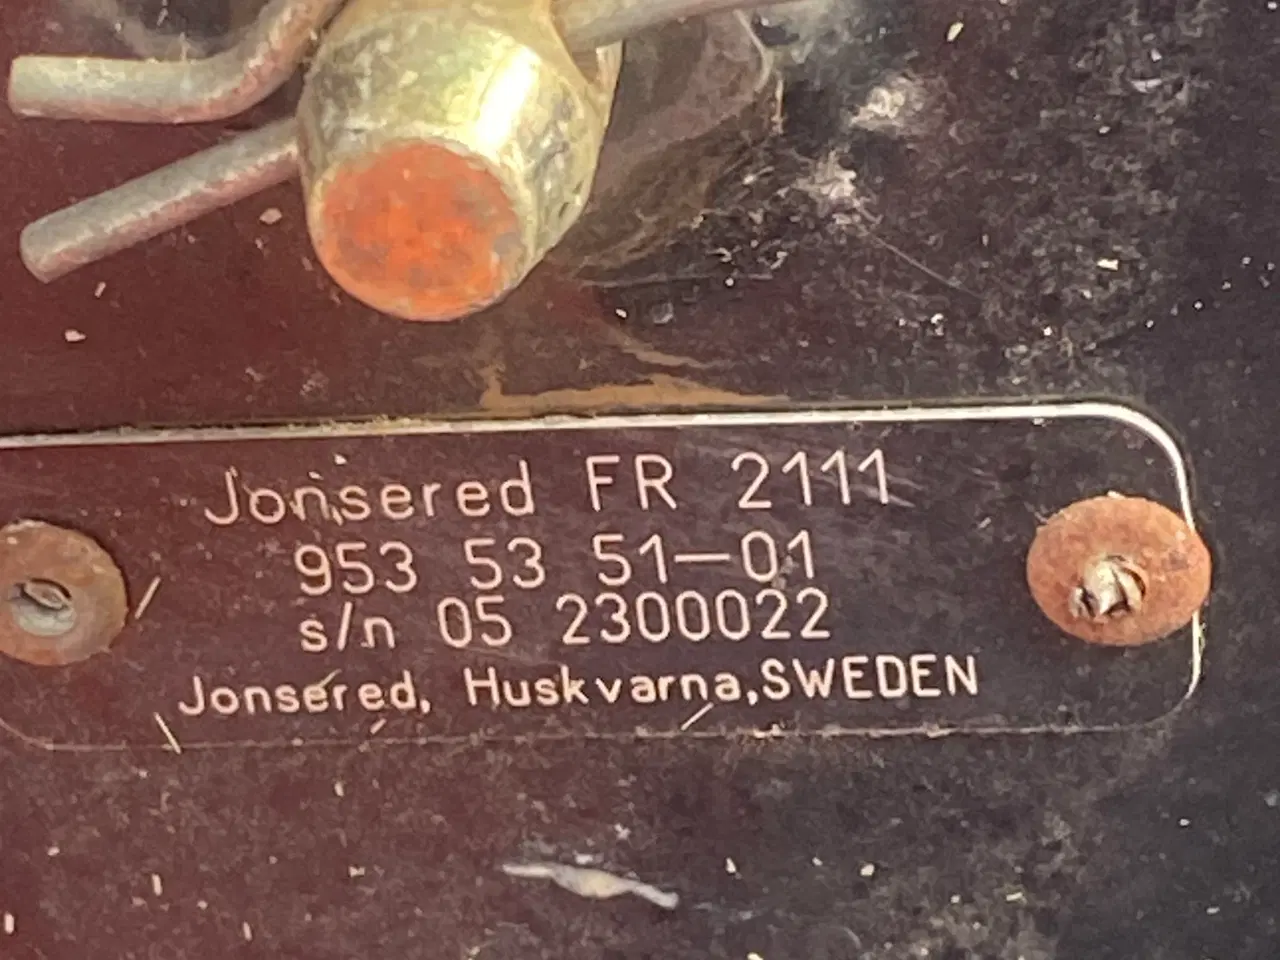 Jonsered FR 2111
953 53 51-01
s/n 05 2300022
Jonsered, Huskvarna,SWEDEN